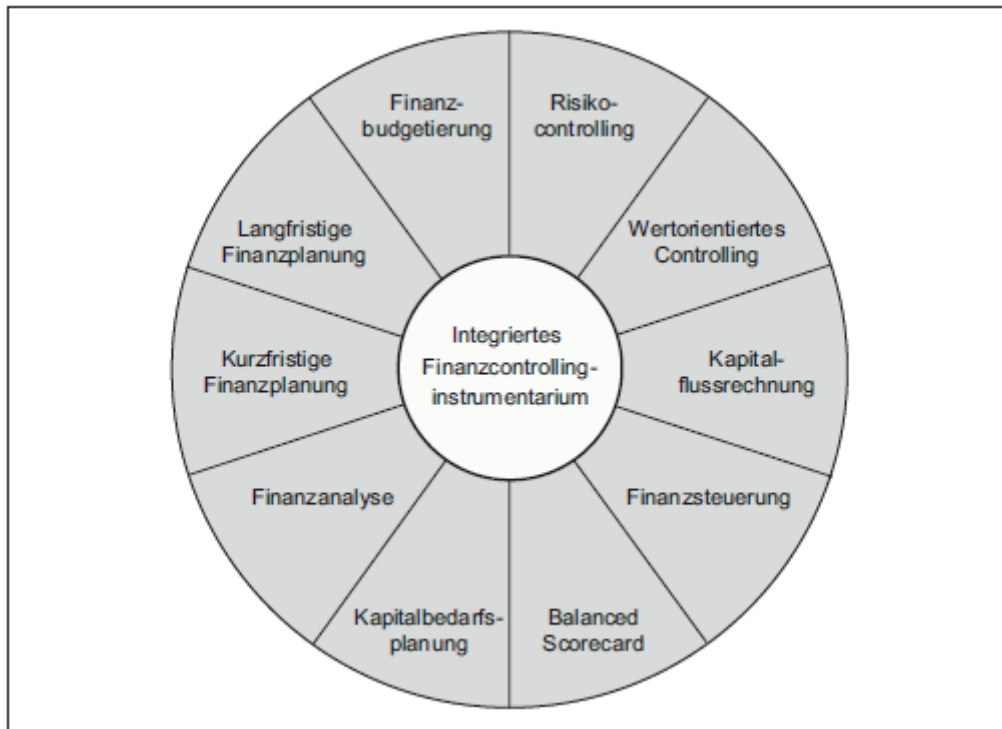 Finanz-
budgetierung
Risiko-
controlling
Langfristige
Finanzplanung
Wertorientiertes
Controlling
Integriertes
Finanzcontrolling-
instrumentarium
Kurzfristige
Finanzplanung
Kapital-
flussrechnung
Finanzanalyse
Finanzsteuerung
Kapitalbedarfs-
planung
Balanced
Scorecard